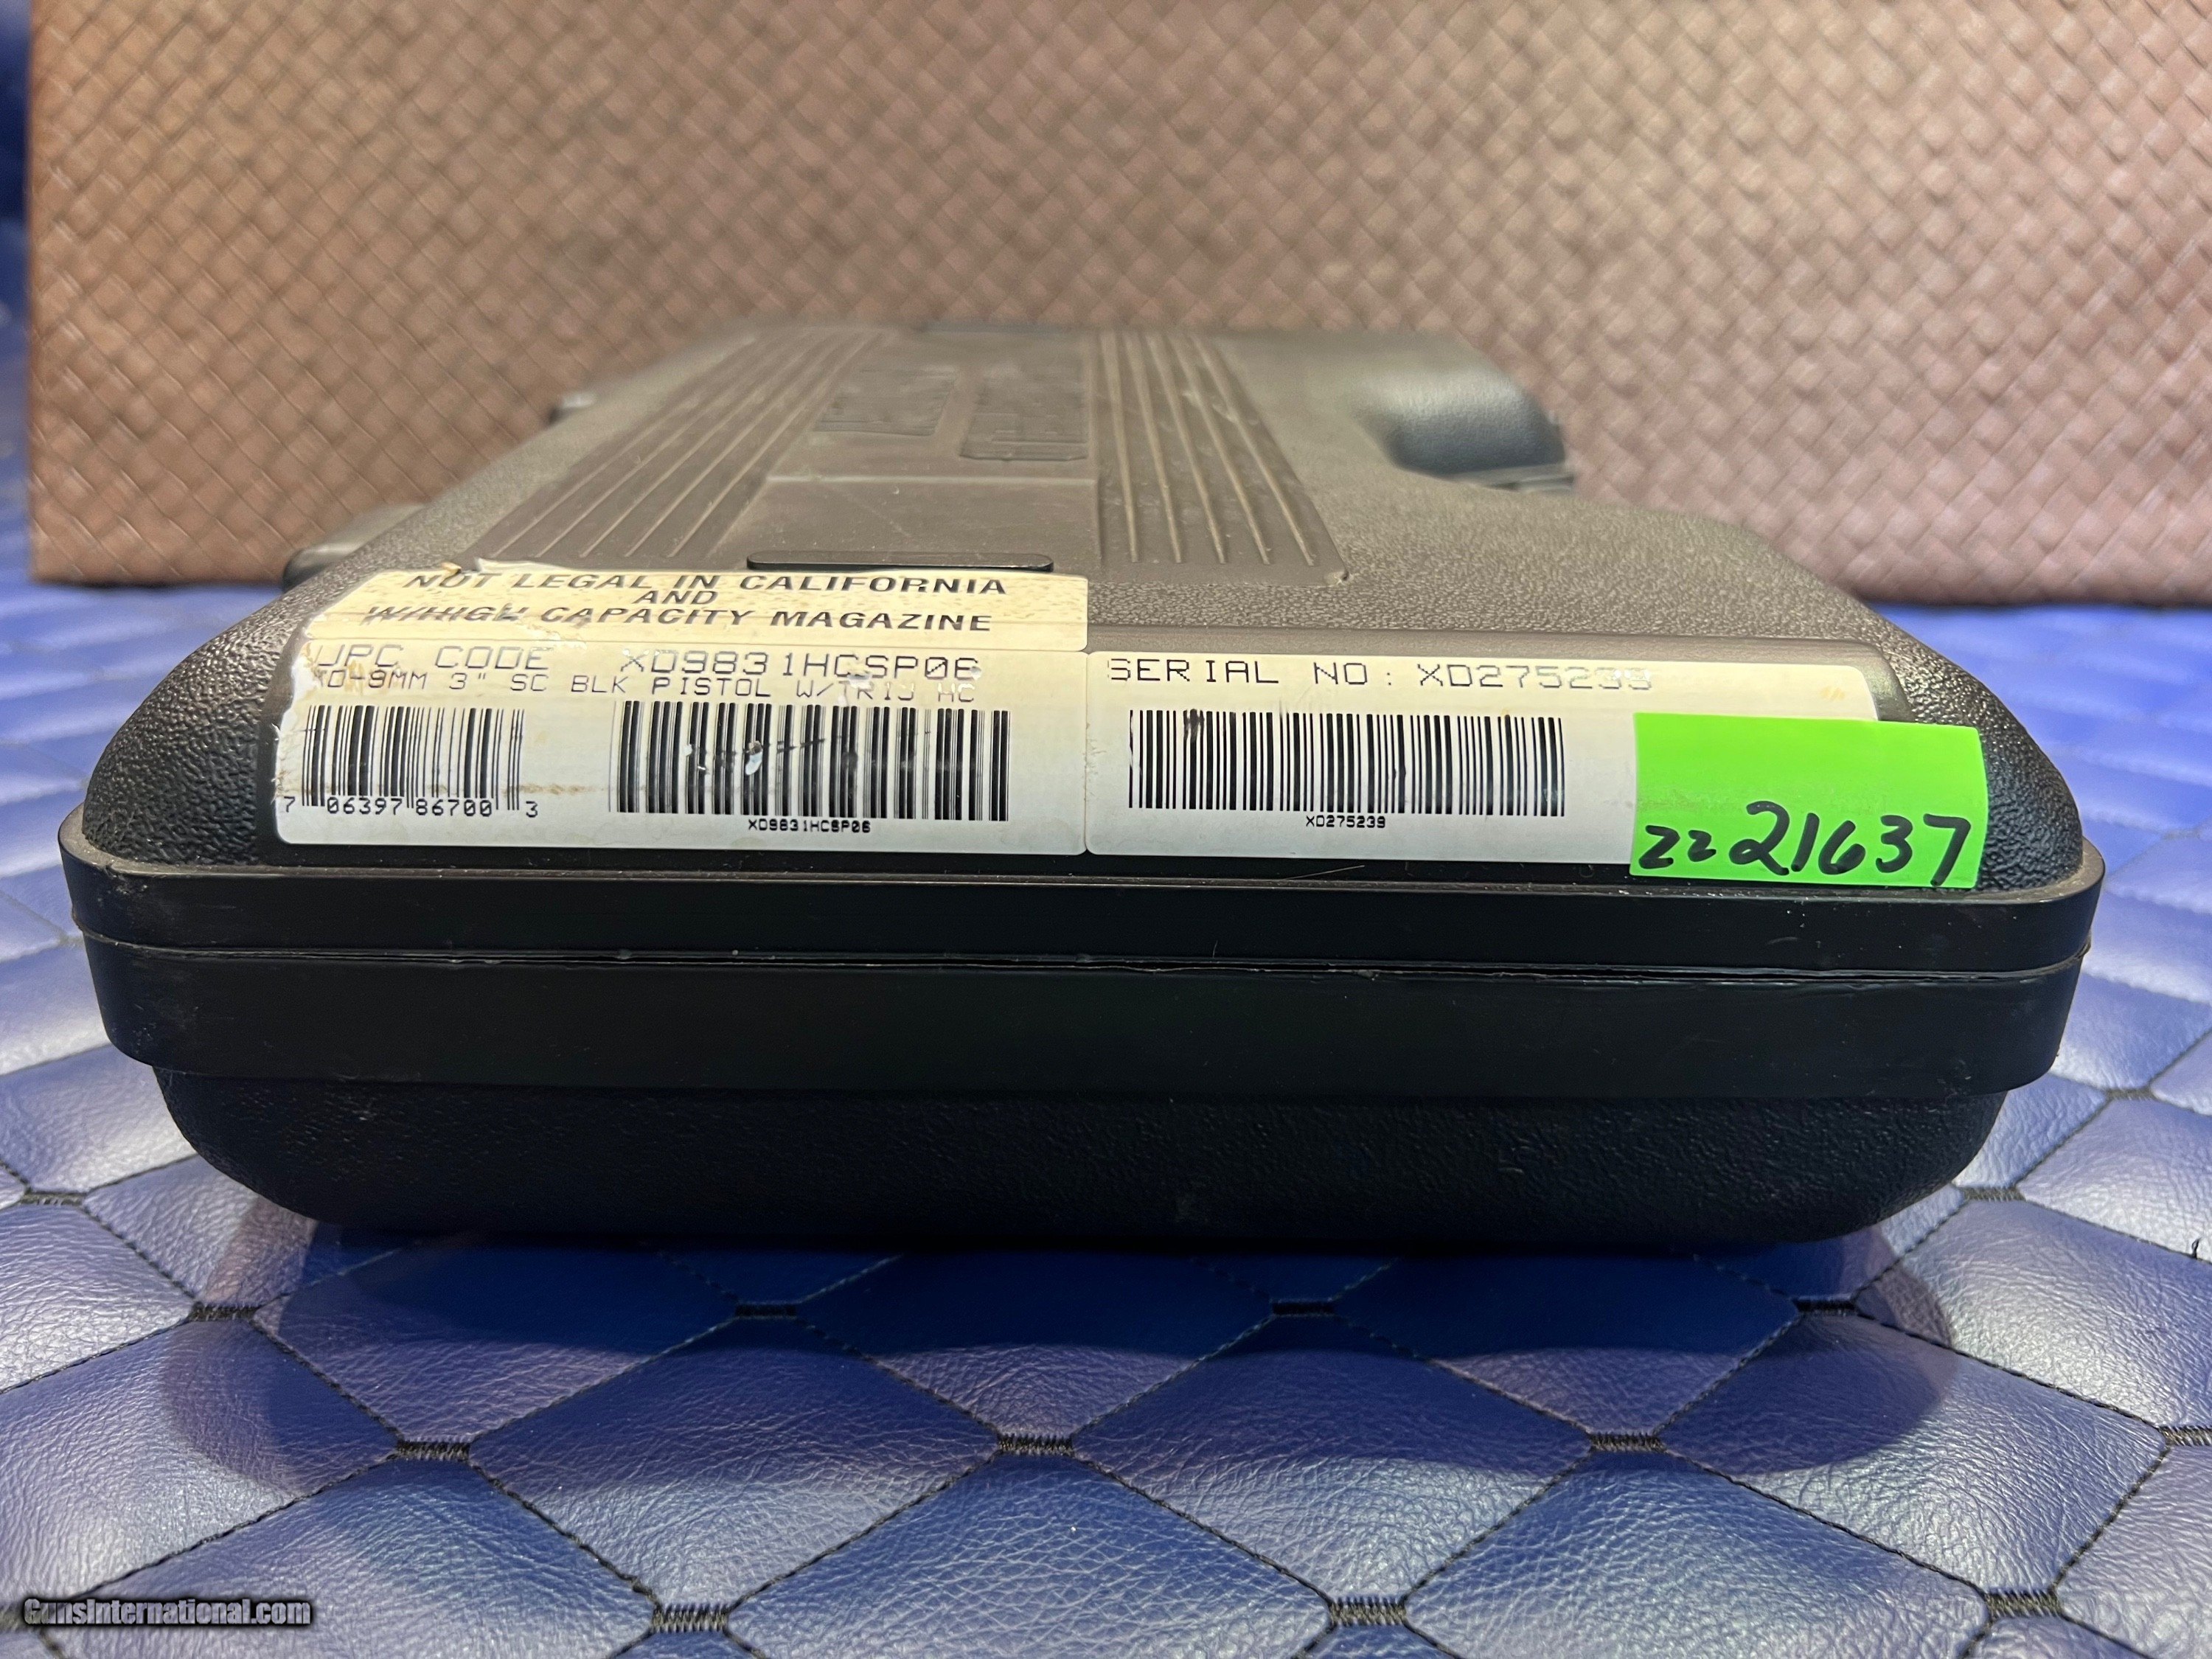 NOT LEGAL IN CALIFORNIA
AND
W/HIGH CAPACITY MAGAZINE
UPC CODE XD9831HCSP06
XD-9MM 3" SC BLK PISTOL W/TRIJ HC
7 06397 86700 3
XD9831HCSP06
SERIAL NO: XD275239
XD275239
zz21637
GunsInternational.com